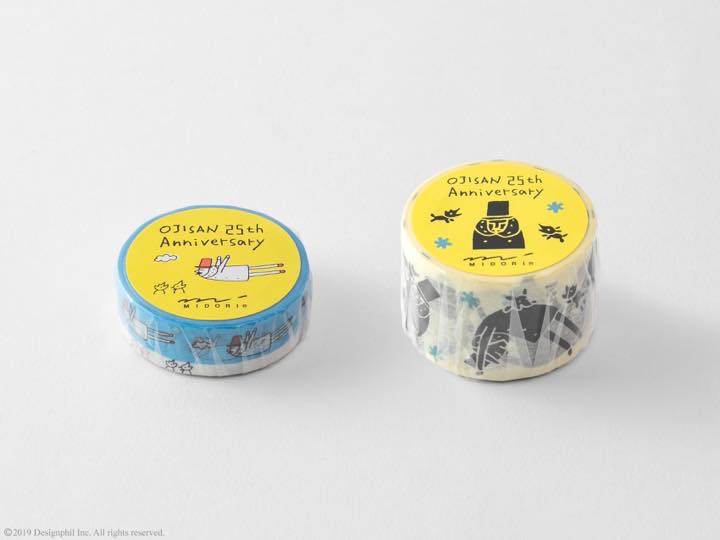 OJISAN 25th
Anniversary
MIDORI®
OJISAN 25th
Anniversary
MIDORI®
©2019 Designphil Inc. All rights reserved.